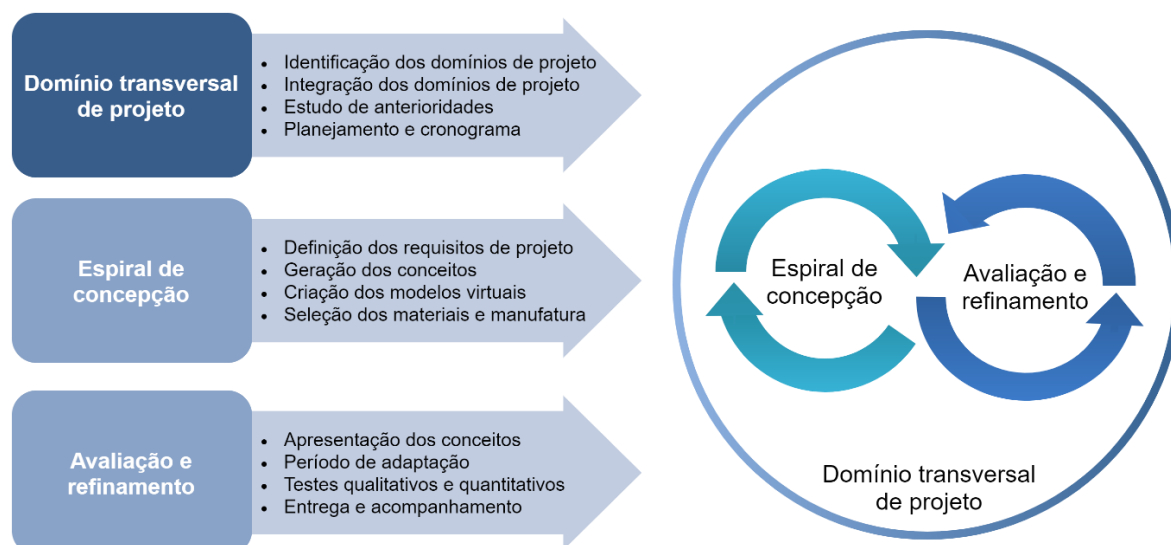 Domínio transversal
de projeto
• Identificação dos domínios de projeto
• Integração dos domínios de projeto
• Estudo de anterioridades
• Planejamento e cronograma
Espiral de
concepção
• Definição dos requisitos de projeto
• Geração dos conceitos
• Criação dos modelos virtuais
• Seleção dos materiais e manufatura
Avaliação e
refinamento
• Apresentação dos conceitos
• Período de adaptação
• Testes qualitativos e quantitativos
• Entrega e acompanhamento
Espiral de
concepção
Avaliação e
refinamento
Domínio transversal
de projeto